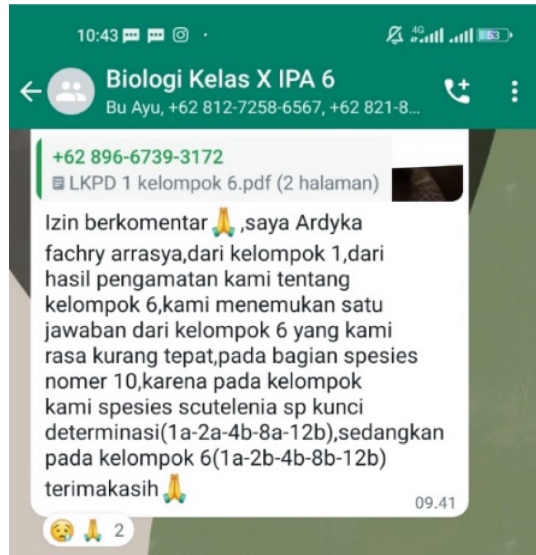 10:43
4G
53
Biologi Kelas X IPA 6
Bu Ayu, +62 812-7258-6567, +62 821-8...
+62 896-6739-3172
LKPD 1 kelompok 6.pdf (2 halaman)
Izin berkomentar🙏,saya Ardyka
fachry arrasya,dari kelompok 1,dari
hasil pengamatan kami tentang
kelompok 6,kami menemukan satu
jawaban dari kelompok 6 yang kami
rasa kurang tepat,pada bagian spesies
nomer 10,karena pada kelompok
kami spesies scutelenia sp kunci
determinasi(1a-2a-4b-8a-12b),sedangkan
pada kelompok 6(1a-2b-4b-8b-12b)
terimakasih🙏
09.41
😢🙏 2